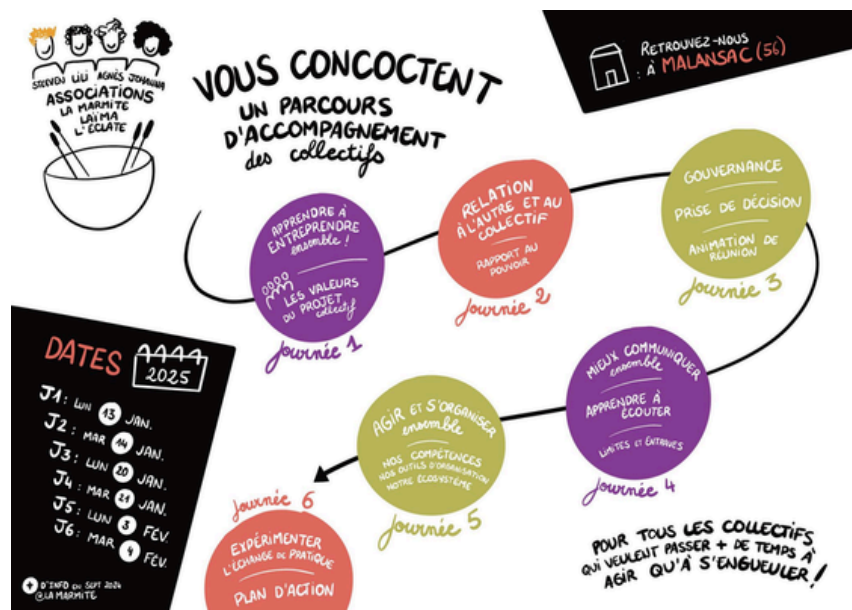 STEEVEN LILI AGNÈS JOHANNA
ASSOCIATIONS
LA MARMITE
LAÏMA
L'ÉCLATE
VOUS CONCOCTENT
UN PARCOURS
D'ACCOMPAGNEMENT
des collectifs
RETROUVEZ-NOUS
: À MALANSAC (56)
APPRENDRE À
ENTREPRENDRE
ensemble !
LES VALEURS
DU PROJET
collectif
Journée 1
RELATION
À L'AUTRE ET AU
COLLECTIF
RAPPORT AU
POUVOIR
Journée 2
GOUVERNANCE
PRISE DE DÉCISION
ANIMATION DE
RÉUNION
Journée 3
MIEUX COMMUNIQUER
ensemble
APPRENDRE À
ÉCOUTER
LIMITES ET ENTRAVES
Journée 4
AGIR ET S'ORGANISER
ensemble
NOS COMPÉTENCES
NOS OUTILS D'ORGANISATION
NOTRE ÉCOSYSTÈME
Journée 5
Journée 6
EXPÉRIMENTER
L'ÉCHANGE DE PRATIQUE
PLAN D'ACTION
DATES
2025
J1 : LUN 13 JAN.
J2 : MAR 14 JAN.
J3 : LUN 20 JAN.
J4 : MAR 21 JAN.
J5 : LUN 3 FÉV.
J6 : MAR 4 FÉV.
+ D'INFO EN SEPT 2024
@LA MARMITE
POUR TOUS LES COLLECTIFS
QUI VEULENT PASSER + DE TEMPS À
AGIR QU'À S'ENGUEULER !